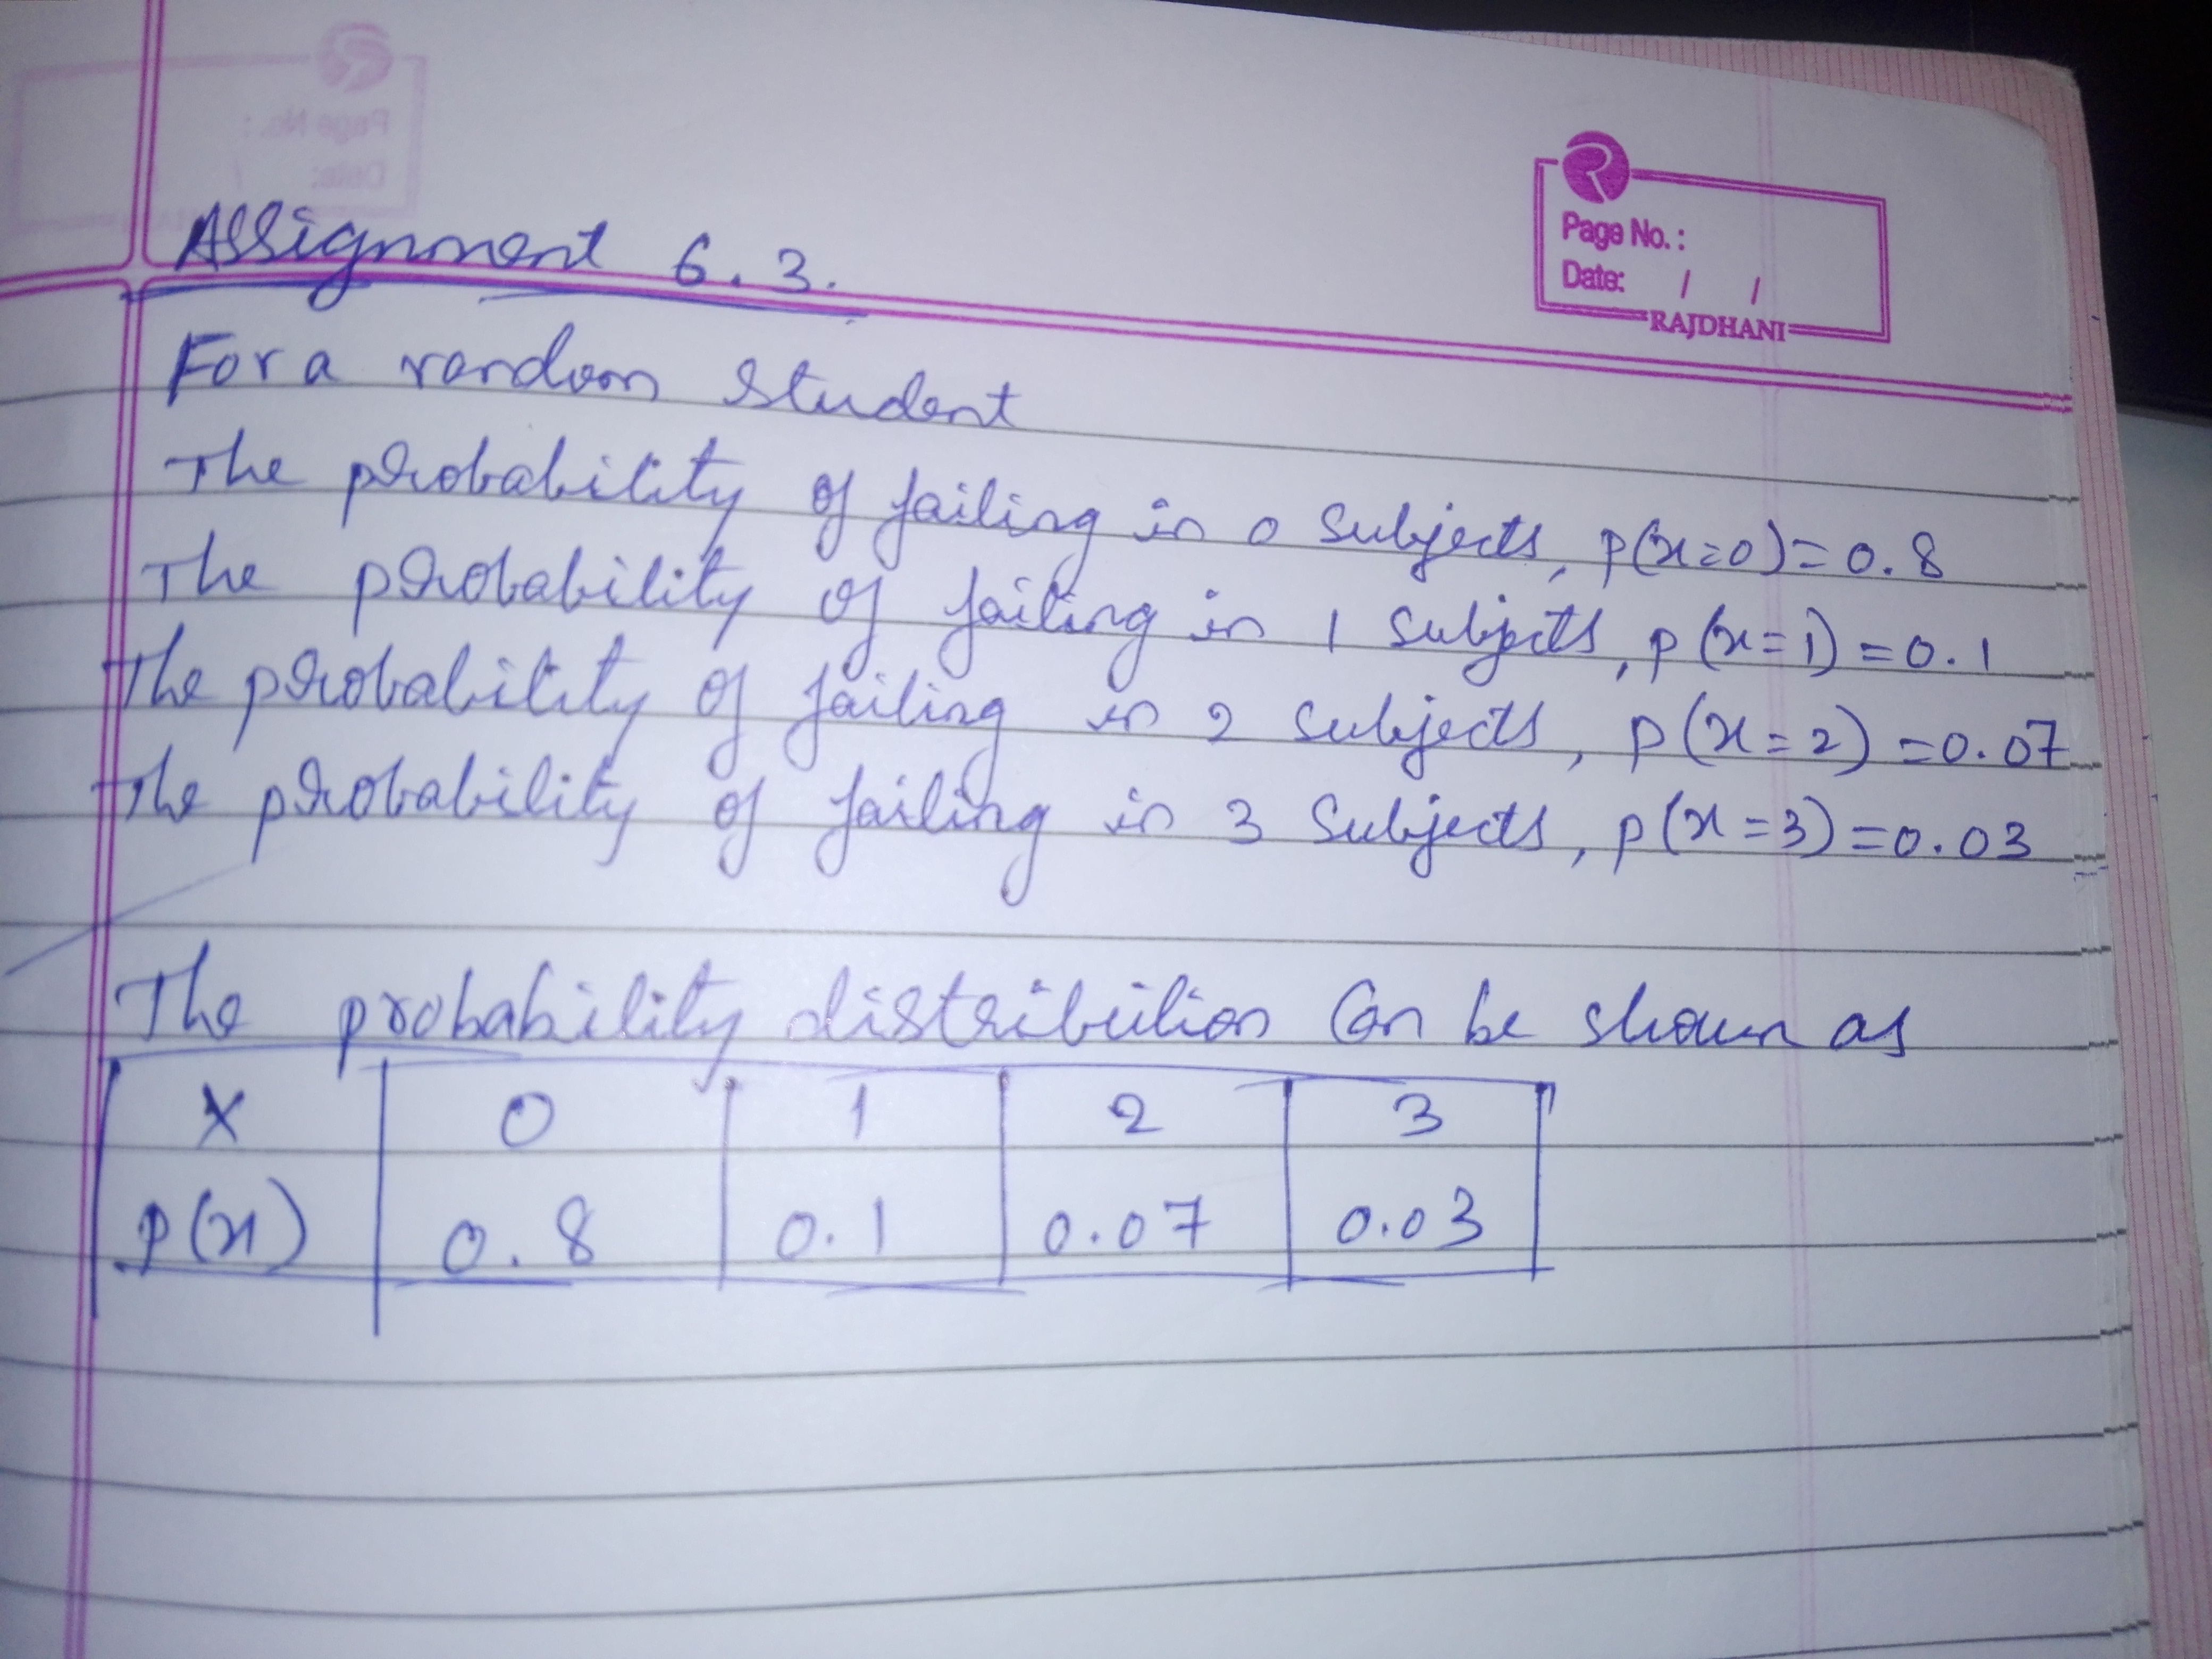 Page No.:
Date: / /
RAJDHANI
Assignment 6.3.
For a random student
The probability of failing in 0 subjects, p(x=0)=0.8
The probability of failing in 1 subjects, p(x=1)=0.1
The probability of failing in 2 subjects, p(x=2)=0.07
The probability of failing in 3 subjects, p(x=3)=0.03
The probability distribution can be shown as
X 0 1 2 3
p(x) 0.8 0.1 0.07 0.03